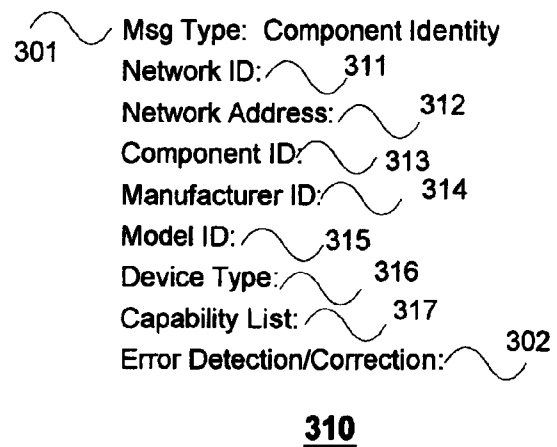 301 Msg Type: Component Identity
Network ID: 311
Network Address: 312
Component ID: 313
Manufacturer ID: 314
Model ID: 315
Device Type: 316
Capability List: 317
Error Detection/Correction: 302
310